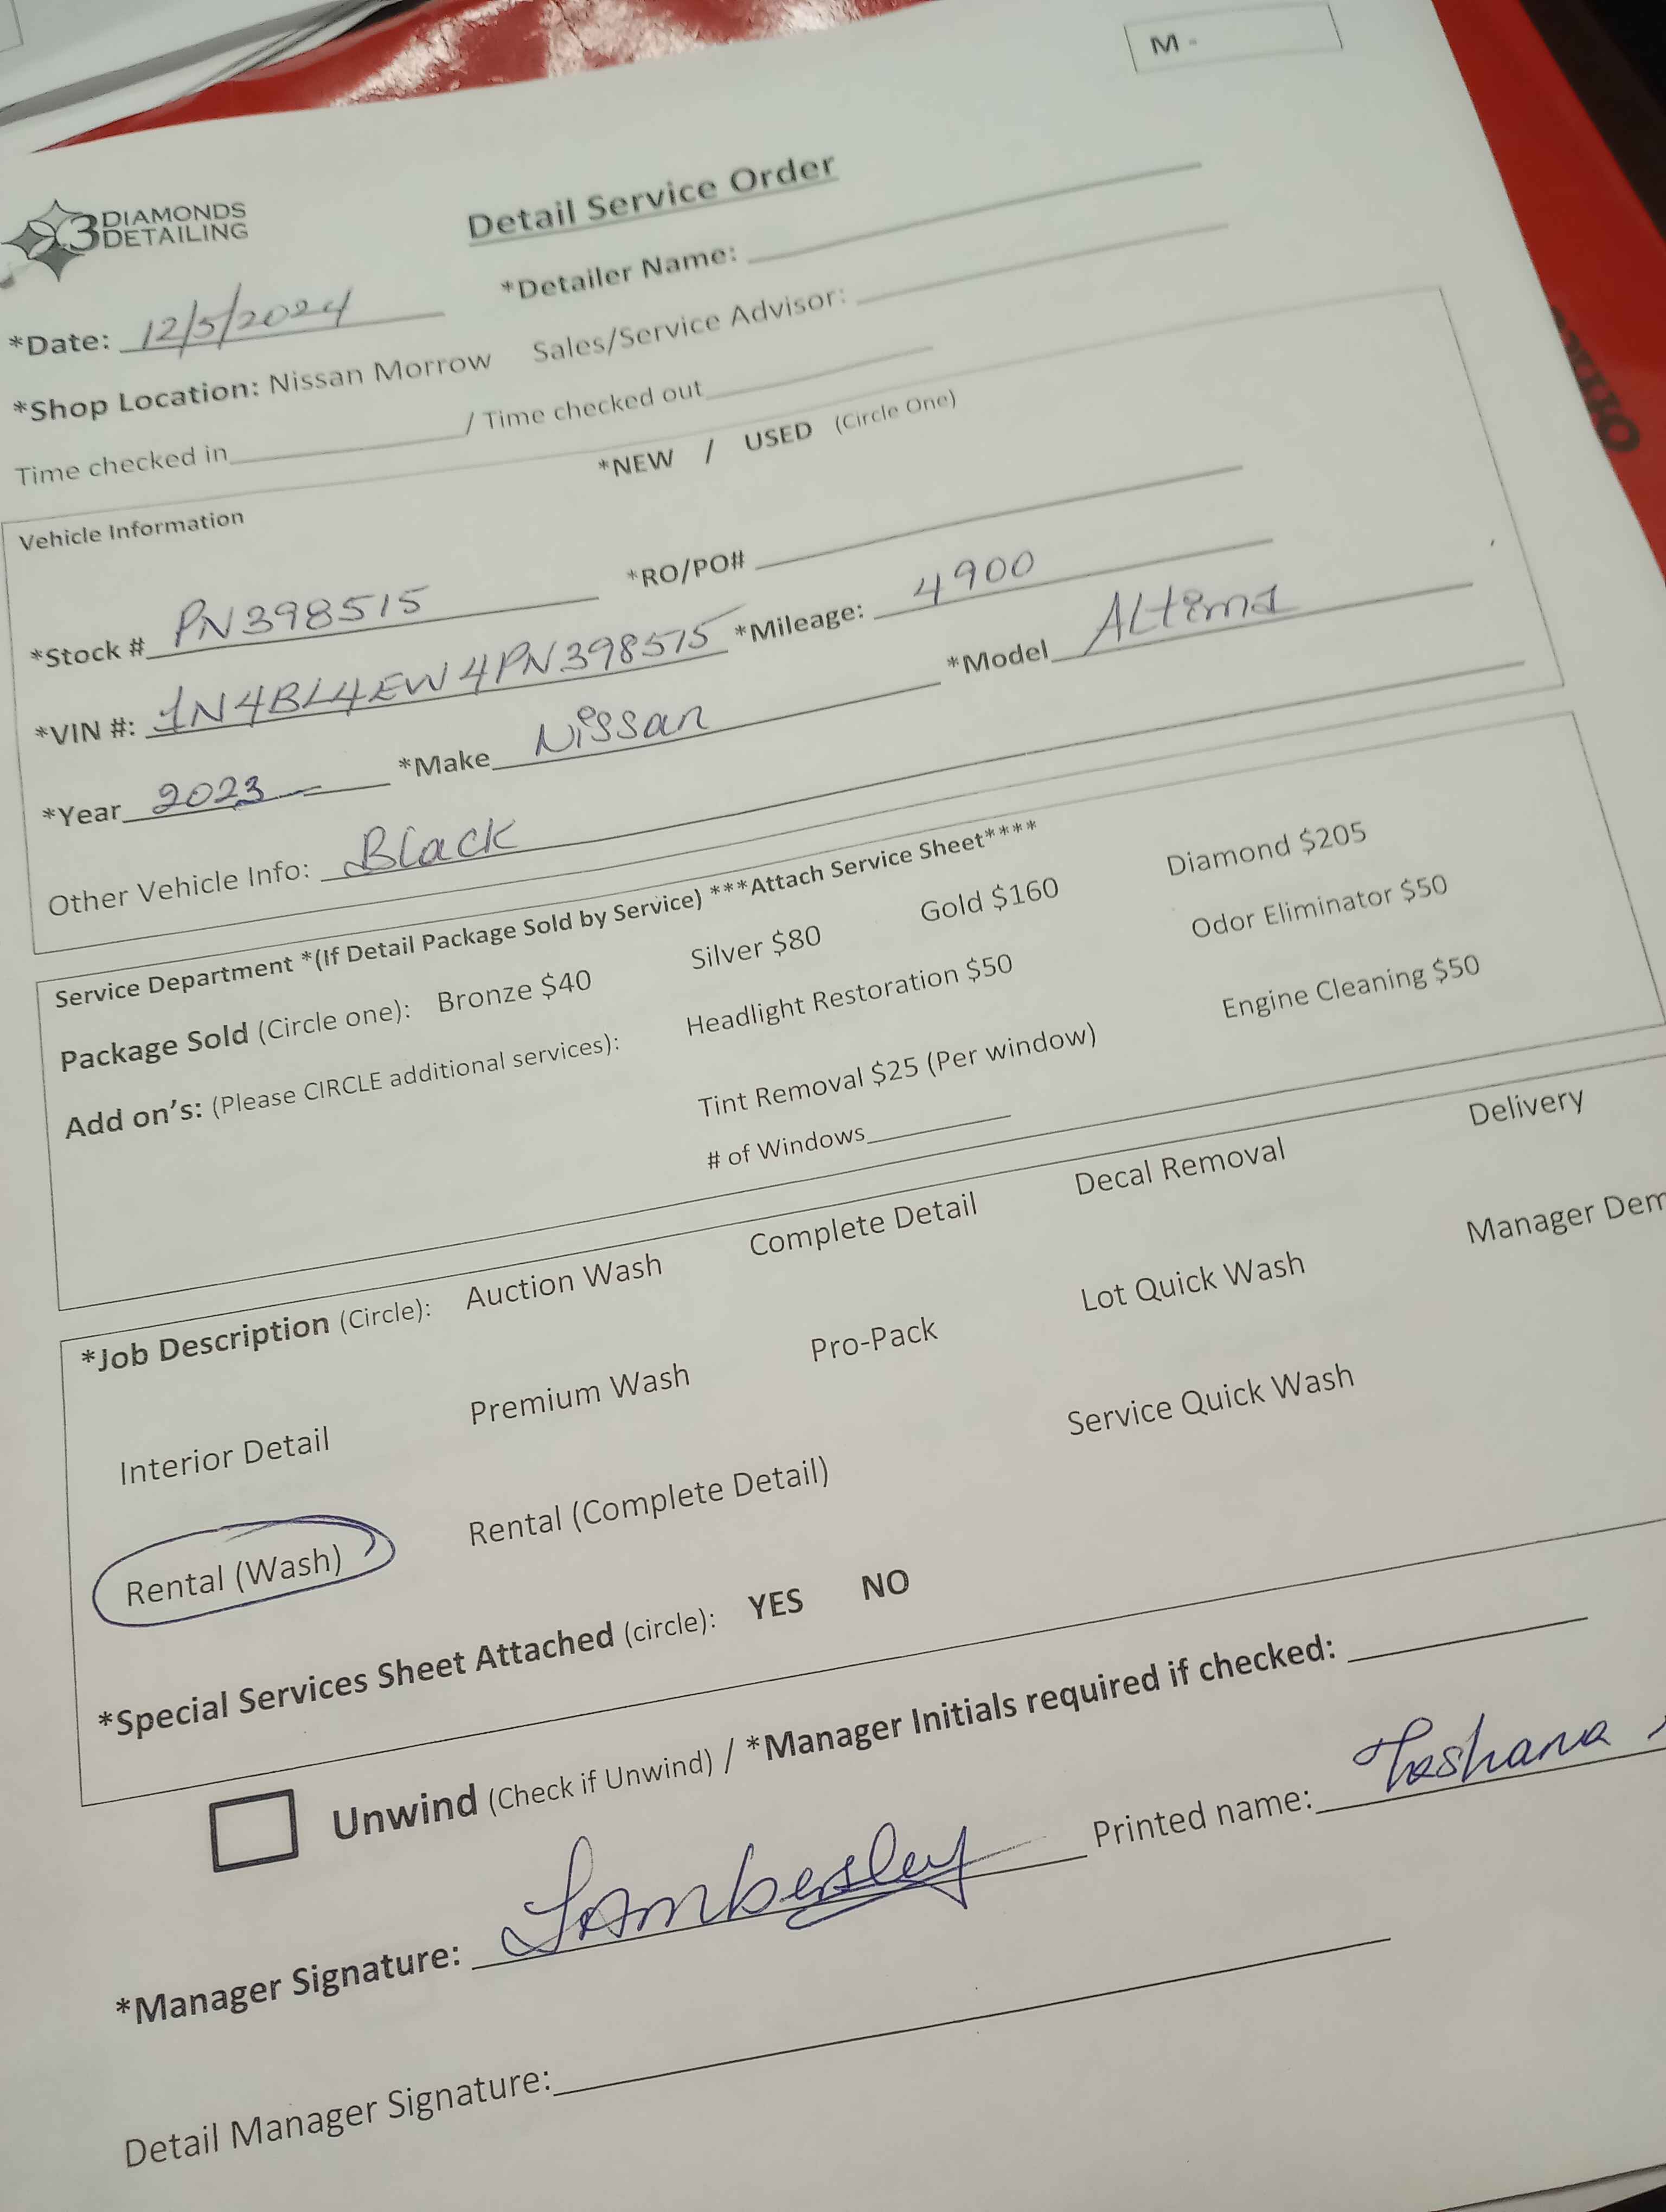 M -
3 DIAMONDS
DETAILING
Detail Service Order
*Date: 12/5/2024 *Detailer Name:
*Shop Location: Nissan Morrow Sales/Service Advisor:
Time checked in / Time checked out
*NEW / USED (Circle One)
Vehicle Information
*Stock # PN398515 *RO/PO#
*VIN #: 1N4BL4EW4PN398515 *Mileage: 4900
*Year 2023 *Make Nissan *Model Altima
Other Vehicle Info: Black
Service Department *(If Detail Package Sold by Service) ***Attach Service Sheet****
Package Sold (Circle one): Bronze $40 Silver $80 Gold $160 Diamond $205
Add on's: (Please CIRCLE additional services): Headlight Restoration $50 Odor Eliminator $50
Tint Removal $25 (Per window) Engine Cleaning $50
# of Windows
*Job Description (Circle): Auction Wash Complete Detail Decal Removal Delivery
Interior Detail Premium Wash Pro-Pack Lot Quick Wash Manager Dem
Rental (Wash) Rental (Complete Detail) Service Quick Wash
*Special Services Sheet Attached (circle): YES NO
Unwind (Check if Unwind) / *Manager Initials required if checked:
*Manager Signature: Printed name: Toshana
Detail Manager Signature: